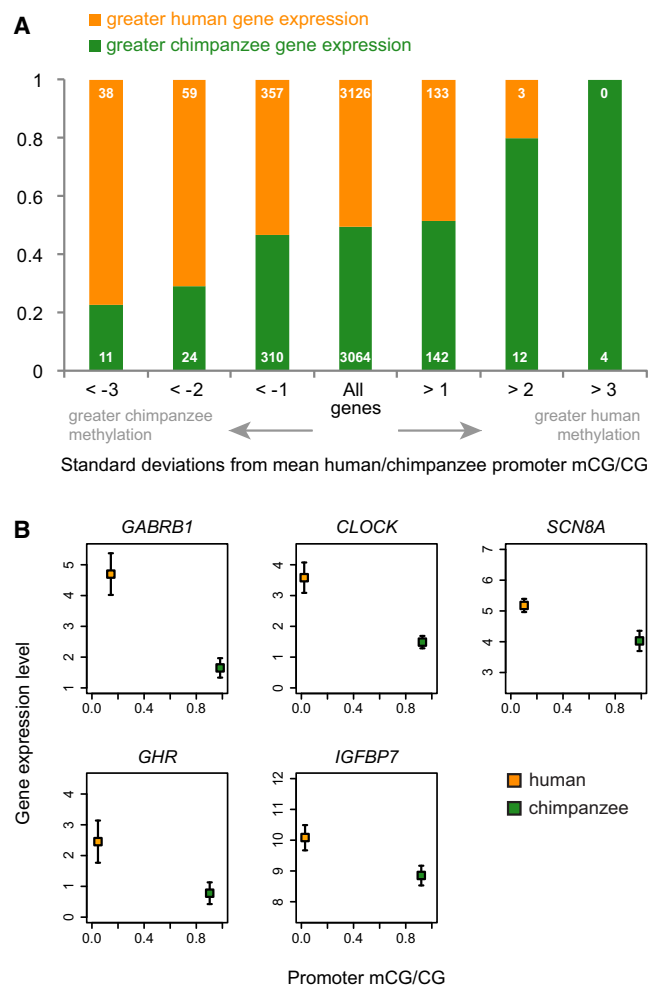 A
greater human gene expression
greater chimpanzee gene expression
1
0.8
0.6
0.4
0.2
0
38 59 357 3126 133 3 0
11 24 310 3064 142 12 4
< -3 < -2 < -1 All genes > 1 > 2 > 3
greater chimpanzee methylation
greater human methylation
Standard deviations from mean human/chimpanzee promoter mCG/CG
B
Gene expression level
GABRB1
5
4
3
2
1
0.0 0.4 0.8
CLOCK
4
3
2
1
0
0.0 0.4 0.8
SCN8A
7
6
5
4
3
0.0 0.4 0.8
GHR
4
3
2
1
0
0.0 0.4 0.8
IGFBP7
12
11
10
9
8
0.0 0.4 0.8
human
chimpanzee
Promoter mCG/CG